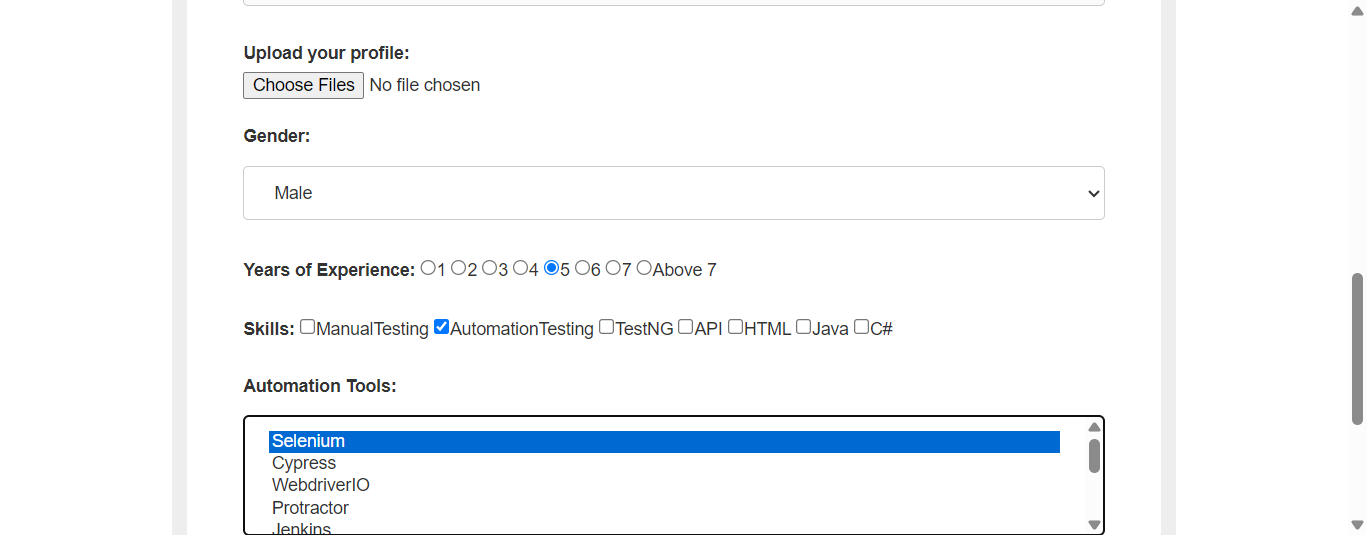 Upload your profile:
Choose Files No file chosen
Gender:
Male
Years of Experience: 1 2 3 4 5 6 7 Above 7
Skills: ManualTesting AutomationTesting TestNG API HTML Java C#
Automation Tools:
Selenium
Cypress
WebdriverIO
Protractor
Jenkins